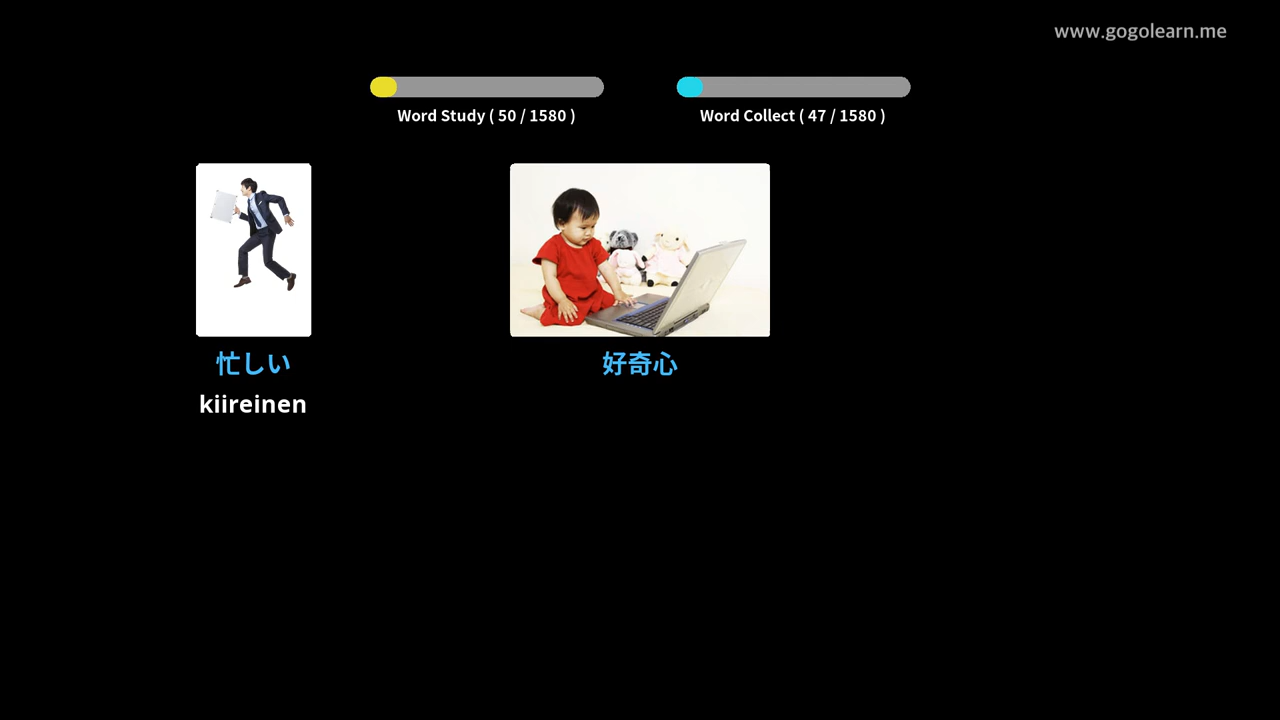 www.gogolearn.me
Word Study ( 50 / 1580 )
Word Collect ( 47 / 1580 )
忙しい
kiireinen
好奇心